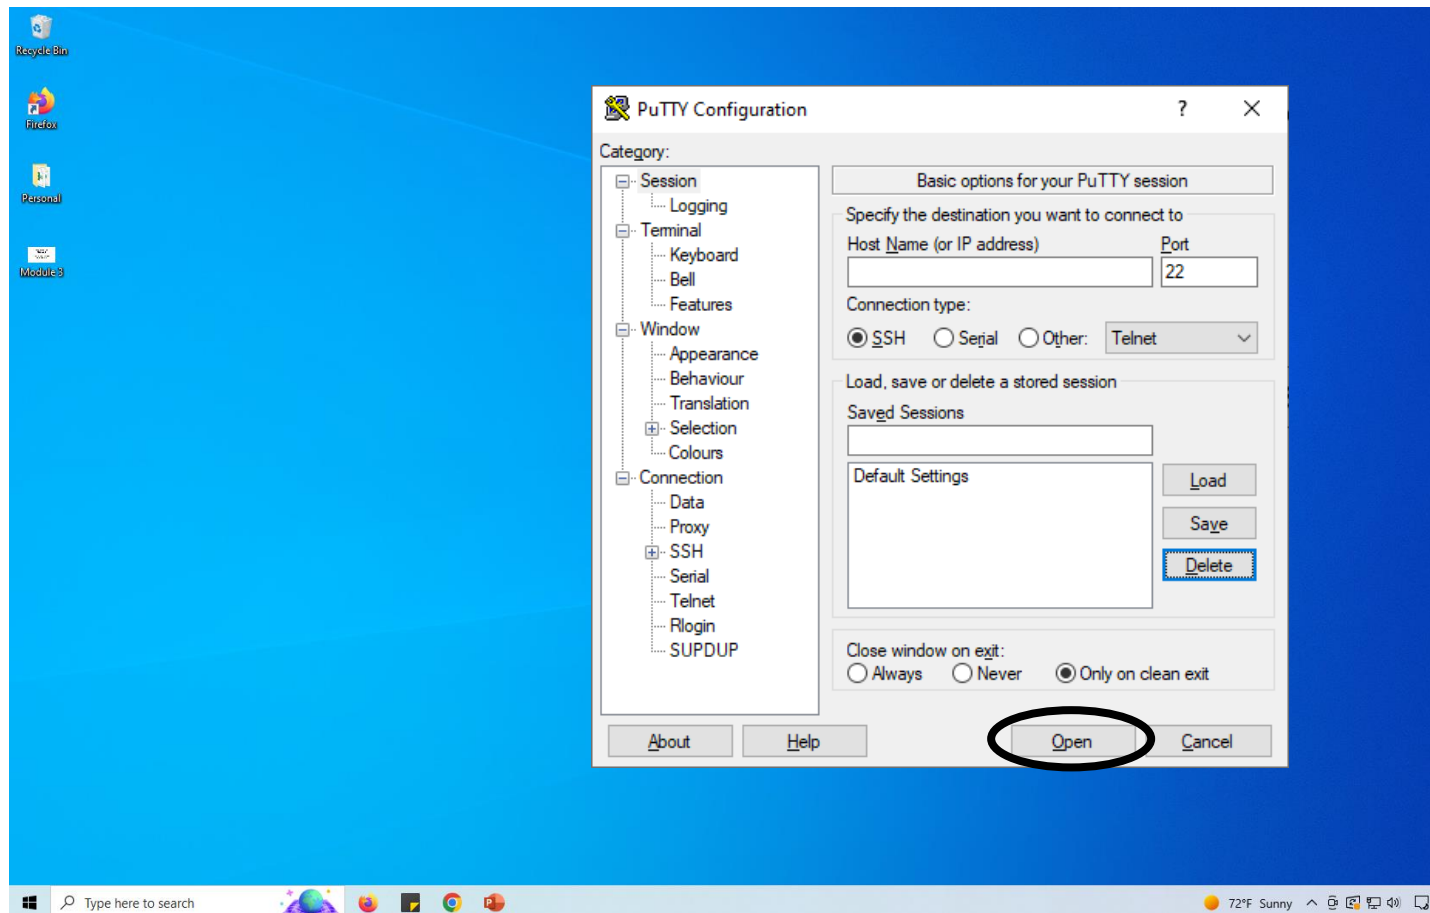 Recycle Bin
Firefox
Personal
Module 3
PuTTY Configuration
?
Category:
Session
Logging
Terminal
Keyboard
Bell
Features
Window
Appearance
Behaviour
Translation
Selection
Colours
Connection
Data
Proxy
SSH
Serial
Telnet
Rlogin
SUPDUP
Basic options for your PuTTY session
Specify the destination you want to connect to
Host Name (or IP address) Port
22
Connection type:
SSH Serial Other: Telnet
Load, save or delete a stored session
Saved Sessions
Default Settings
Load
Save
Delete
Close window on exit:
Always Never Only on clean exit
About Help Open Cancel
Type here to search 72°F Sunny